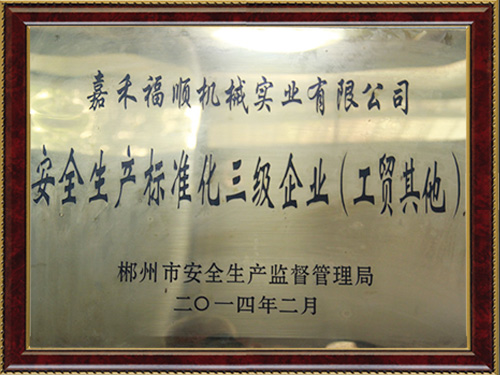 嘉禾福顺机械实业有限公司
安全生产标准化三级企业(工贸其他)
郴州市安全生产监督管理局
二〇一四年二月